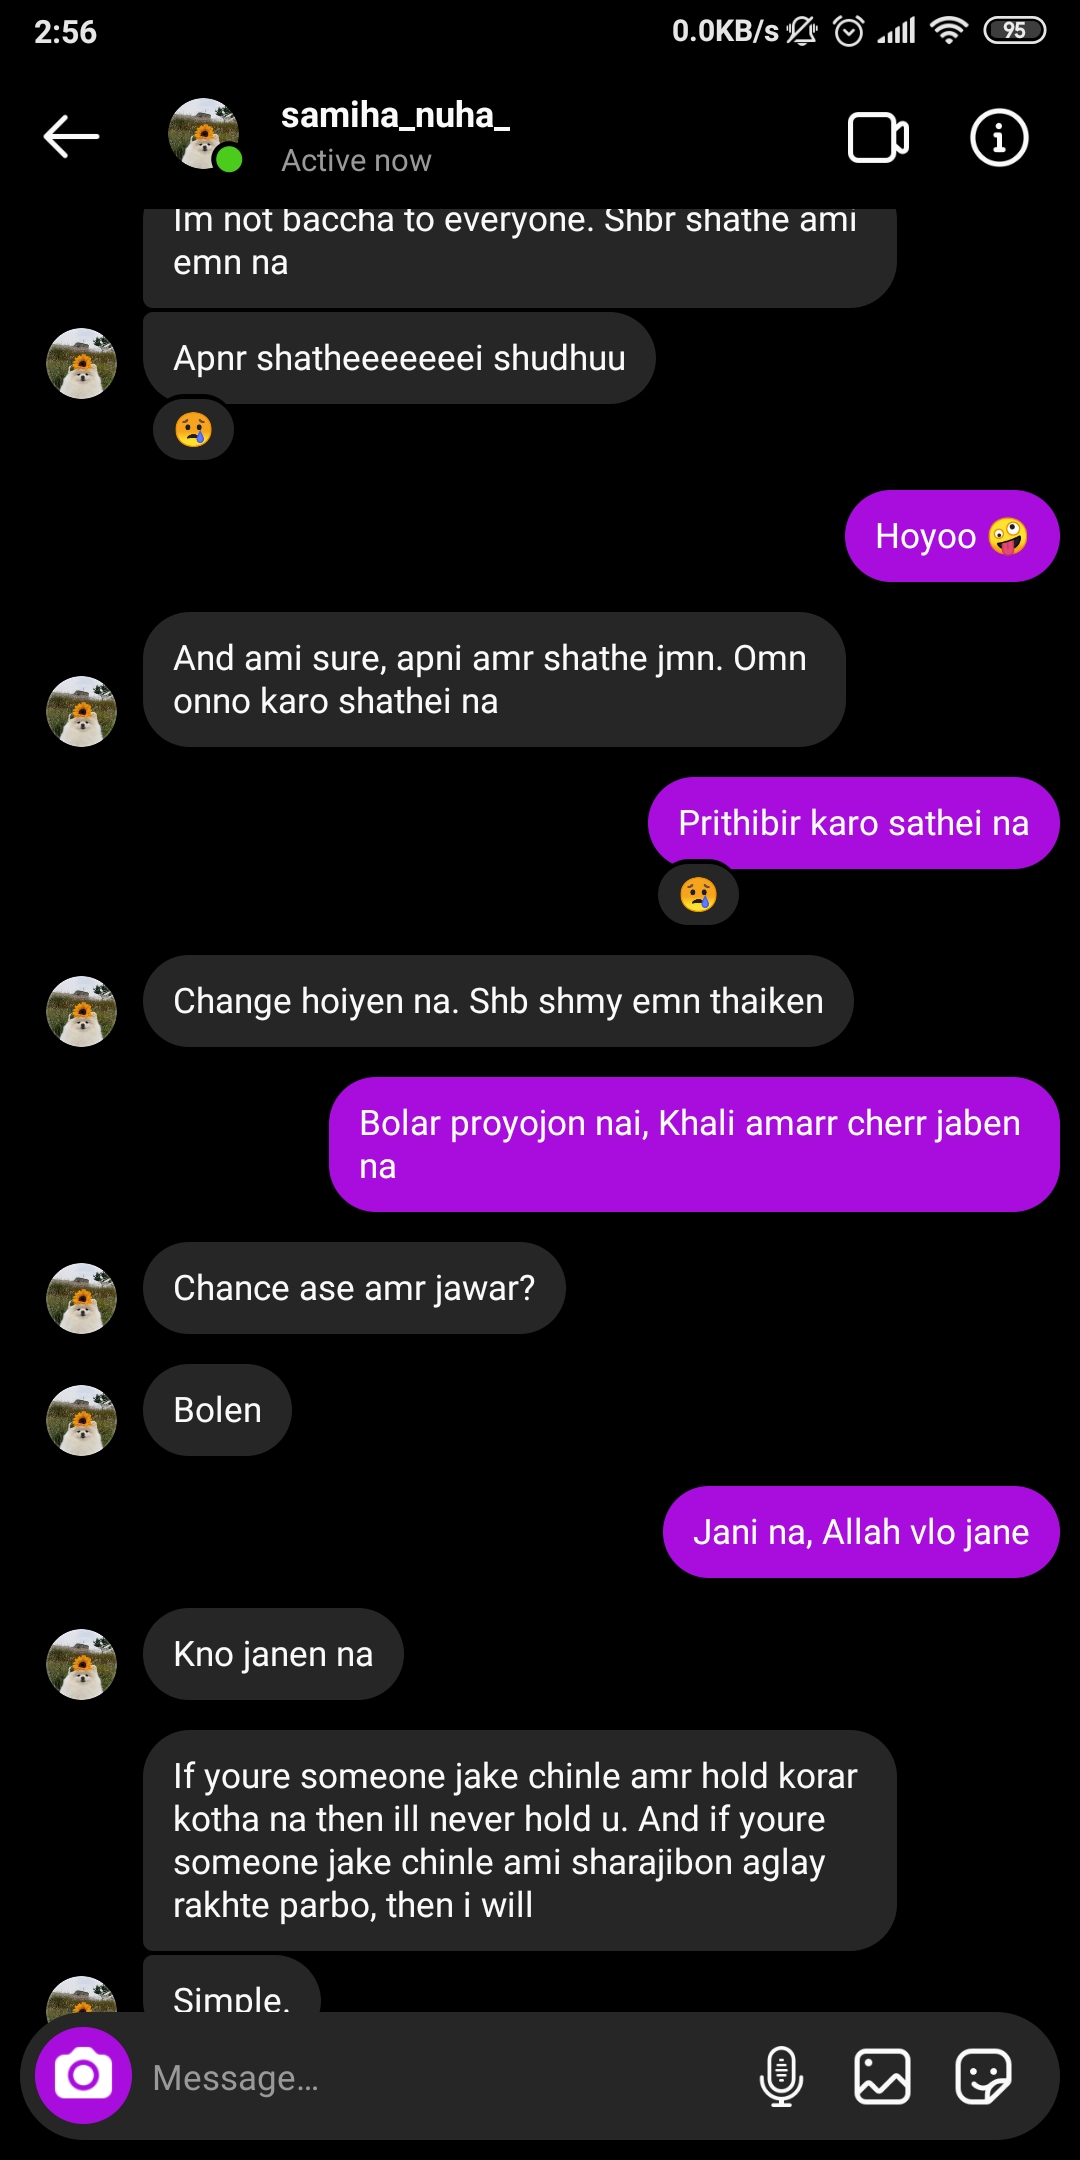 2:56
0.0KB/s
95
samiha_nuha_
Active now
Im not baccha to everyone. Shbr shathe ami
emn na
Apnr shatheeeeeeei shudhuu
😢
Hoyoo 🤪
And ami sure, apni amr shathe jmn. Omn
onno karo shathei na
Prithibir karo sathei na
😢
Change hoiyen na. Shb shmy emn thaiken
Bolar proyojon nai, Khali amarr cherr jaben
na
Chance ase amr jawar?
Bolen
Jani na, Allah vlo jane
Kno janen na
If youre someone jake chinle amr hold korar
kotha na then ill never hold u. And if youre
someone jake chinle ami sharajibon aglay
rakhte parbo, then i will
Simple.
Message...